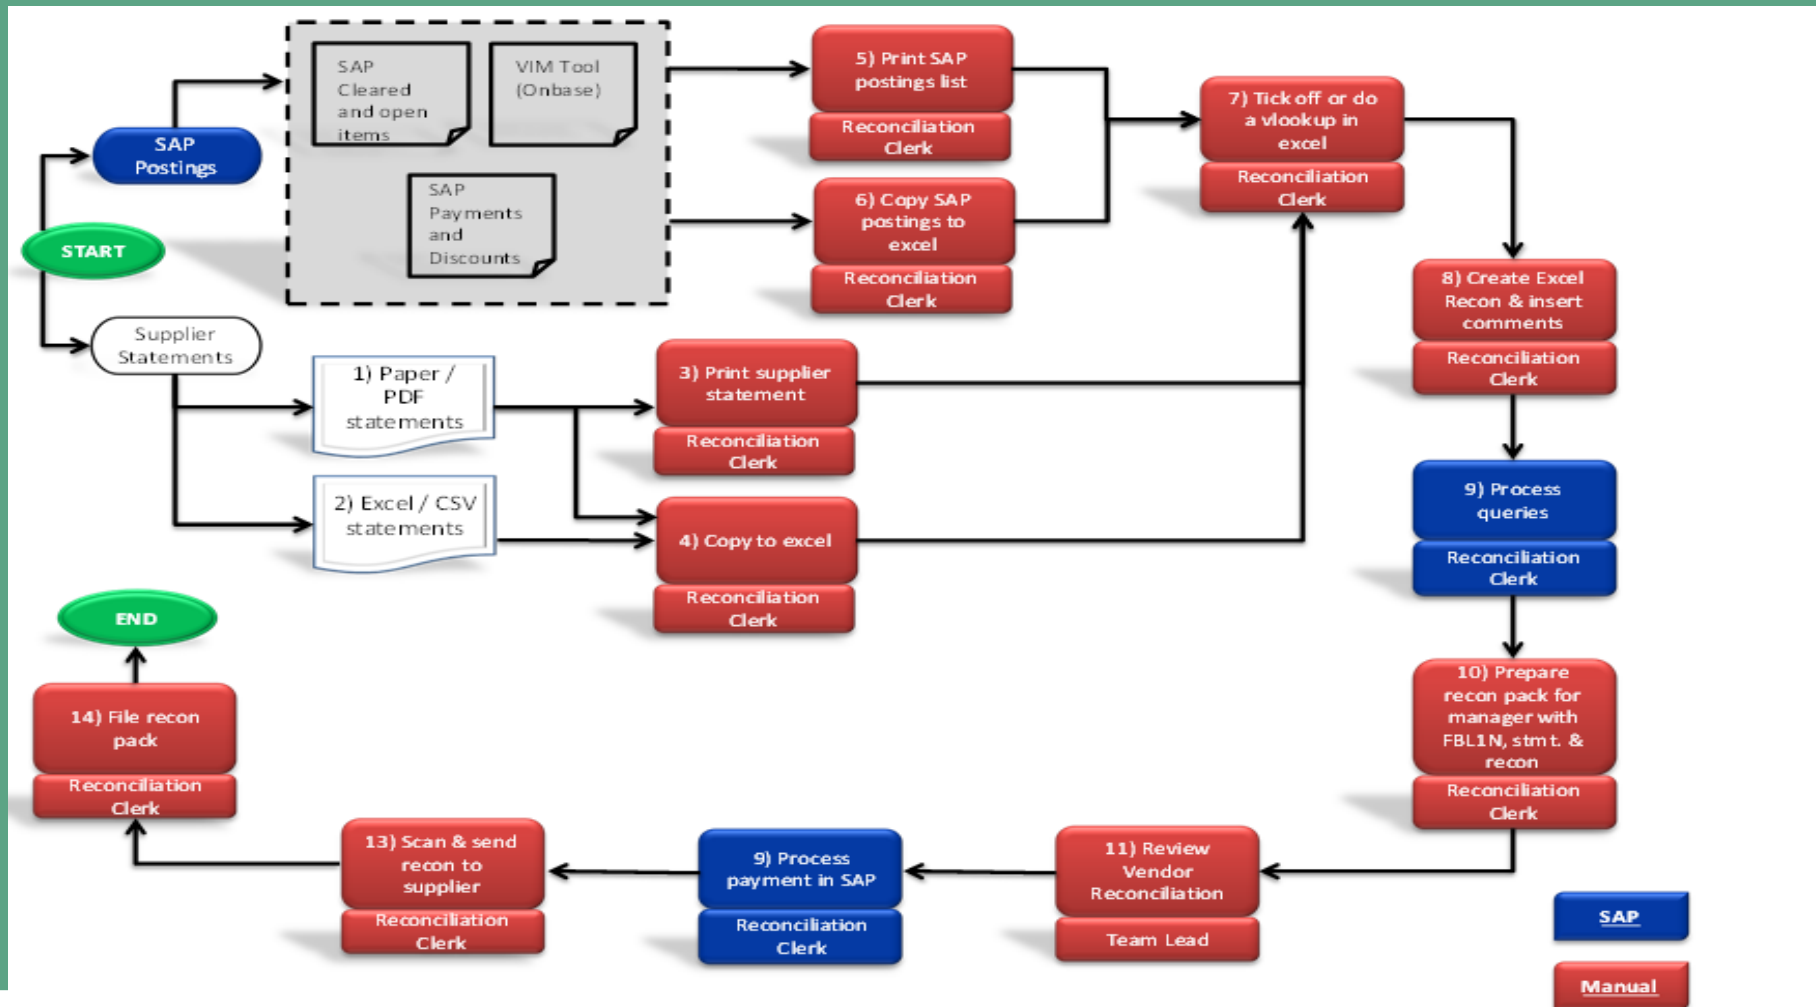 SAP
Cleared
and open
items
VIM Tool
(Onbase)
SAP
Payments
and
Discounts
SAP
Postings
START
Supplier
Statements
1) Paper /
PDF
statements
2) Excel / CSV
statements
3) Print supplier
statement
Reconciliation
Clerk
4) Copy to excel
Reconciliation
Clerk
5) Print SAP
postings list
Reconciliation
Clerk
6) Copy SAP
postings to
excel
Reconciliation
Clerk
7) Tick off or do
a vlookup in
excel
Reconciliation
Clerk
8) Create Excel
Recon & insert
comments
Reconciliation
Clerk
9) Process
queries
Reconciliation
Clerk
10) Prepare
recon pack for
manager with
FBL1N, stmt. &
recon
Reconciliation
Clerk
11) Review
Vendor
Reconciliation
Team Lead
9) Process
payment in SAP
Reconciliation
Clerk
13) Scan & send
recon to
supplier
Reconciliation
Clerk
14) File recon
pack
Reconciliation
Clerk
END
SAP
Manual